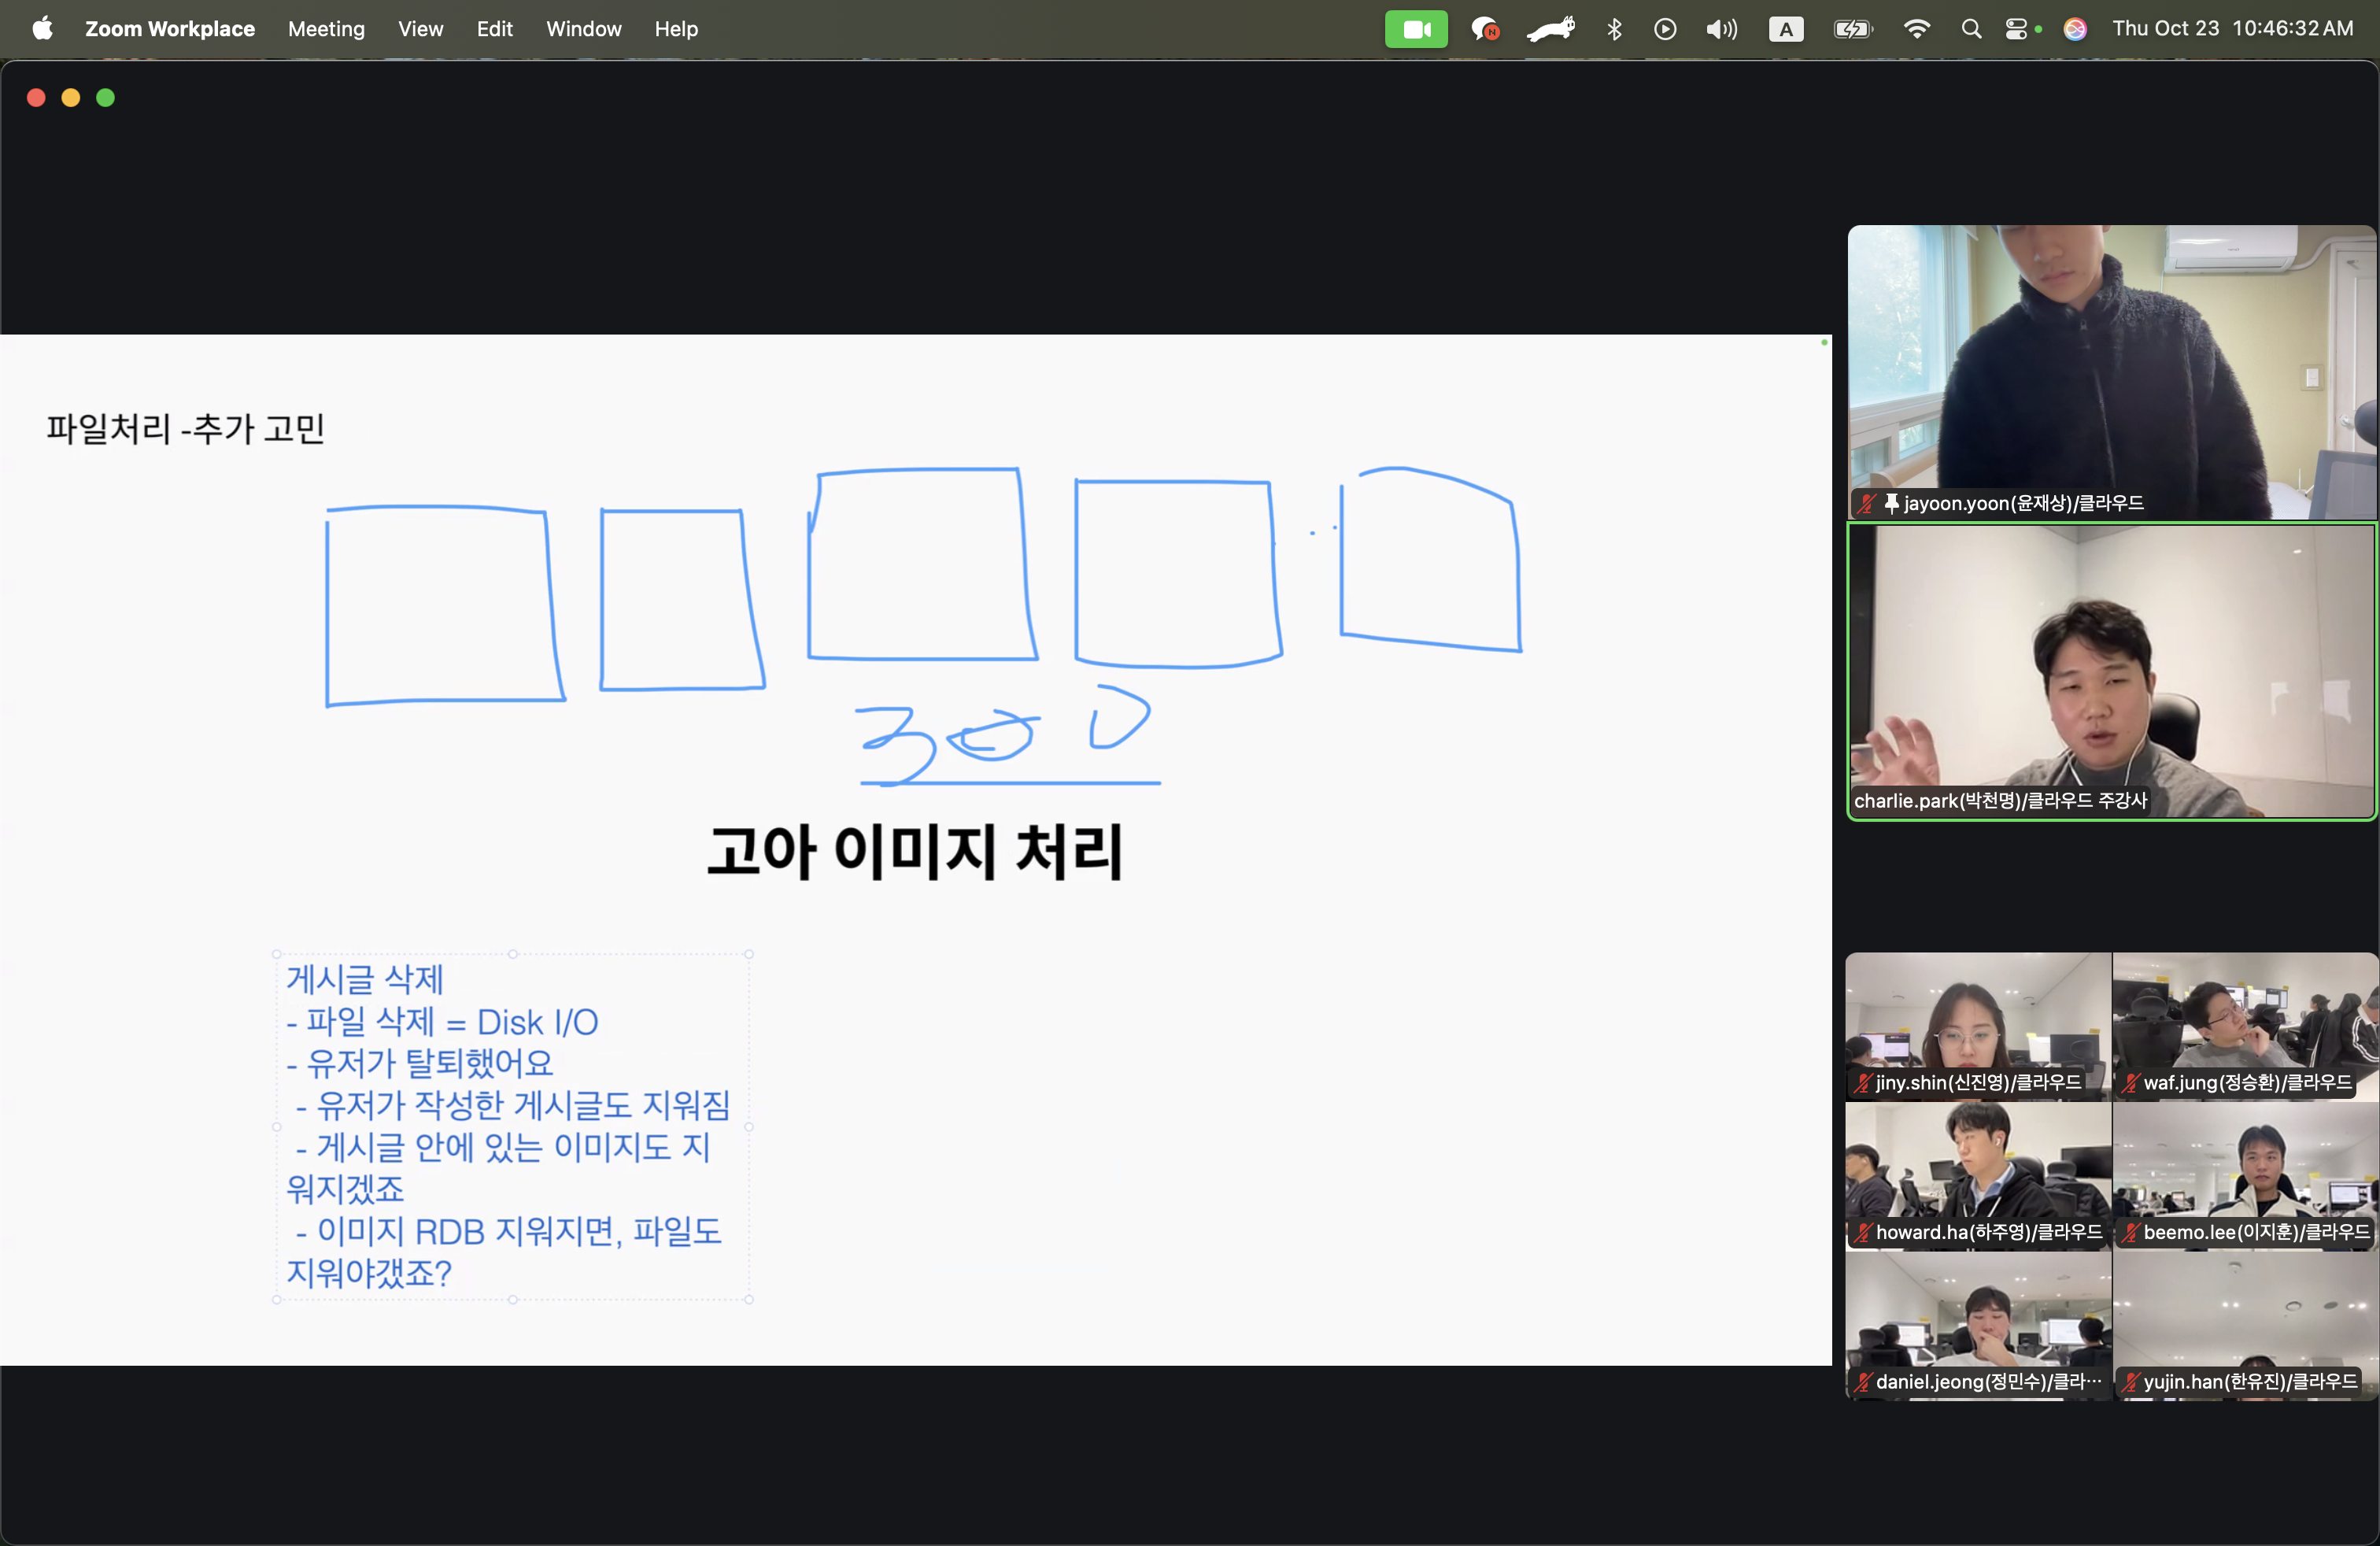 Zoom Workplace Meeting View Edit Window Help A Thu Oct 23 10:46:32 AM
파일처리 -추가 고민
300
고아 이미지 처리
게시글 삭제
- 파일 삭제 = Disk I/O
- 유저가 탈퇴했어요
- 유저가 작성한 게시글도 지워짐
- 게시글 안에 있는 이미지도 지
워지겠죠
- 이미지 RDB 지워지면, 파일도
지워야갰죠?
jayoon.yoon(윤재상)/클라우드
charlie.park(박천명)/클라우드 주강사
jiny.shin(신진영)/클라우드
waf.jung(정승환)/클라우드
howard.ha(하주영)/클라우드
beemo.lee(이지훈)/클라우드
daniel.jeong(정민수)/클라…
yujin.han(한유진)/클라우드